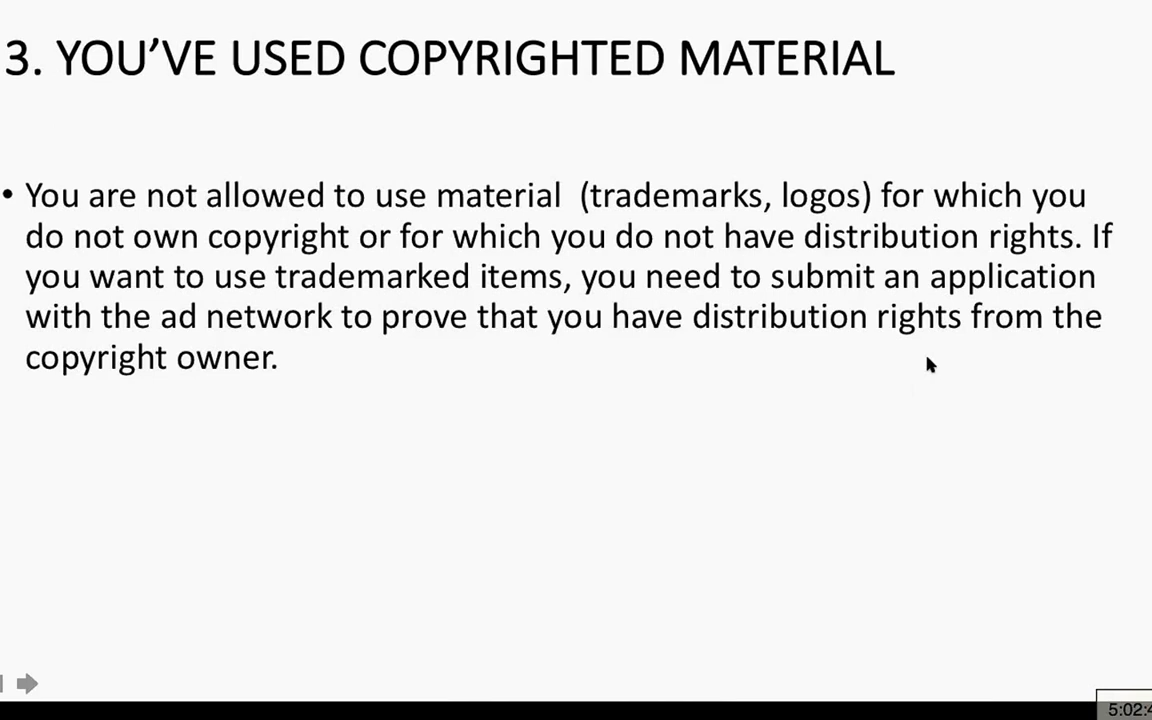 3. YOU’VE USED COPYRIGHTED MATERIAL
• You are not allowed to use material  (trademarks, logos) for which you
do not own copyright or for which you do not have distribution rights. If
you want to use trademarked items, you need to submit an application
with the ad network to prove that you have distribution rights from the
copyright owner.